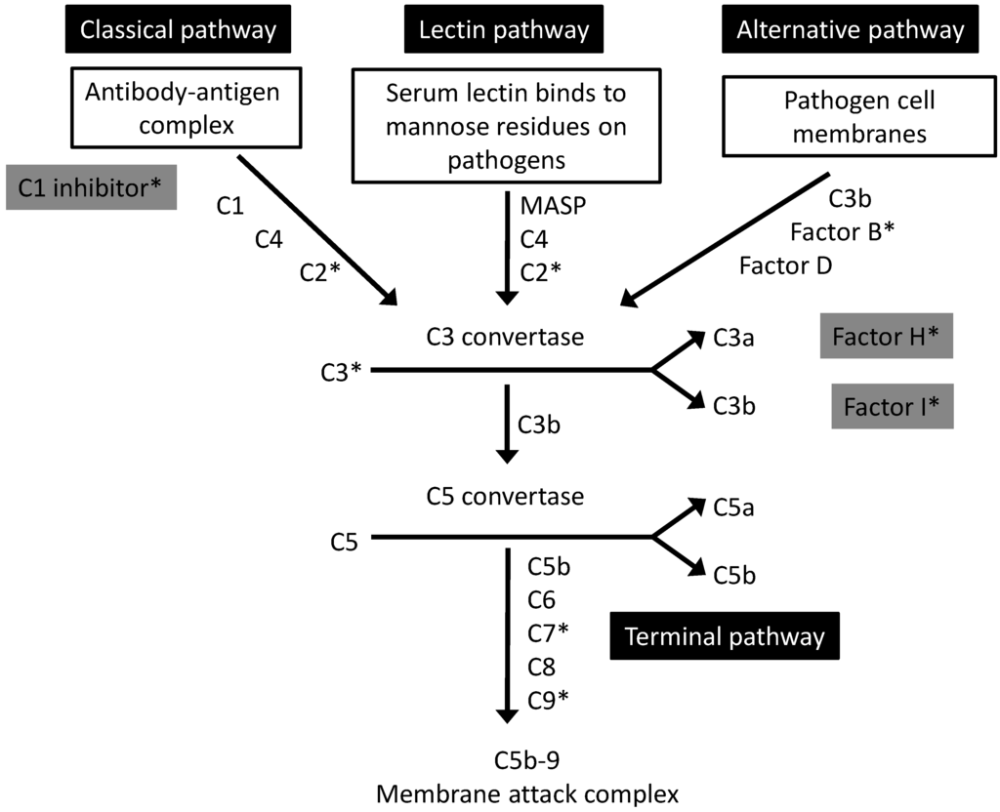 Classical pathway
Lectin pathway
Alternative pathway
Antibody-antigen
complex
Serum lectin binds to
mannose residues on
pathogens
Pathogen cell
membranes
C1 inhibitor*
C1
C4
C2*
MASP
C4
C2*
C3b
Factor B*
Factor D
C3 convertase
C3*
C3a
C3b
Factor H*
Factor I*
C3b
C5 convertase
C5
C5a
C5b
C5b
C6
C7*
C8
C9*
Terminal pathway
C5b-9
Membrane attack complex